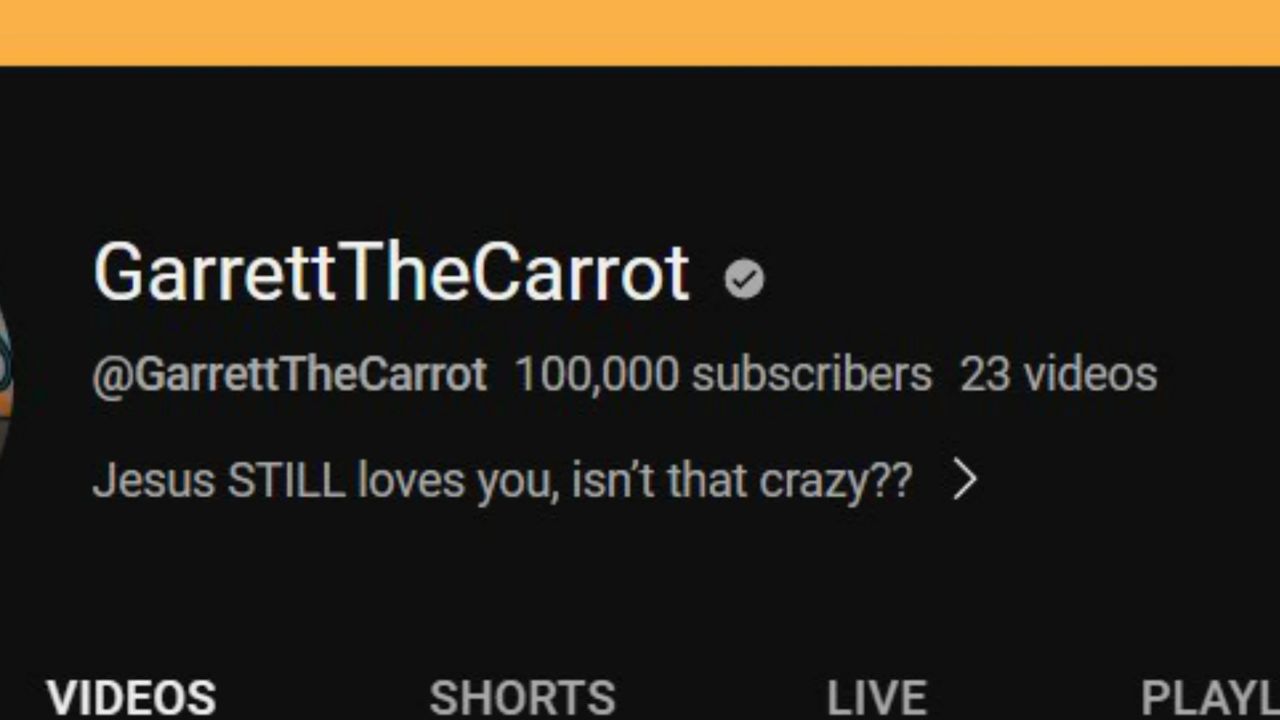 GarrettTheCarrot
@GarrettTheCarrot 100,000 subscribers 23 videos
Jesus STILL loves you, isn’t that crazy??
VIDEOS SHORTS LIVE PLAYL